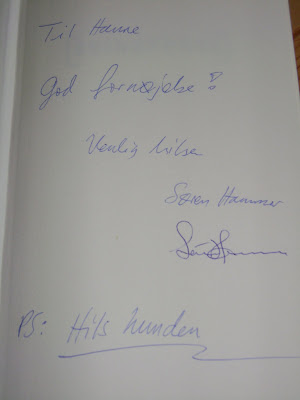 Til Hanne
God fornøjelse!
Venlig hilsen
Søren Hammer
PS: Hils hunden